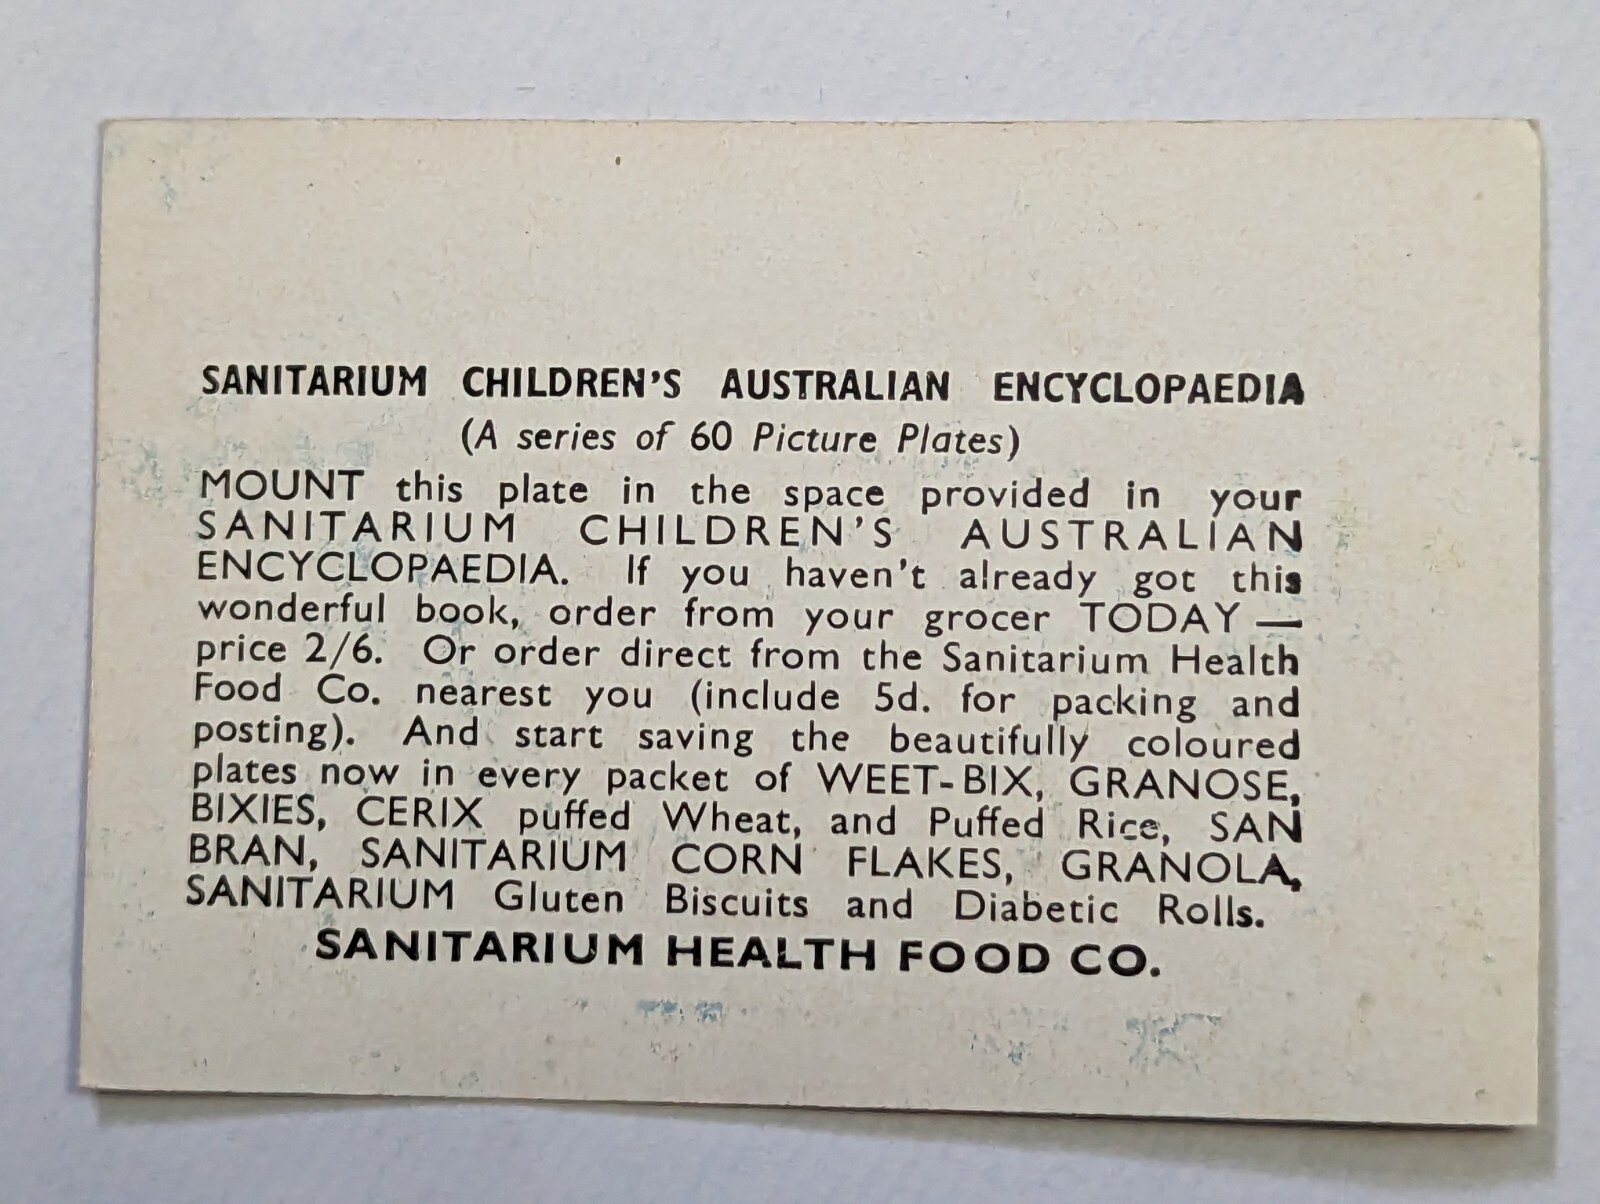 SANITARIUM CHILDREN'S AUSTRALIAN ENCYCLOPAEDIA
(A series of 60 Picture Plates)
MOUNT this plate in the space provided in your
SANITARIUM CHILDREN'S AUSTRALIAN
ENCYCLOPAEDIA. If you haven't already got this
wonderful book, order from your grocer TODAY —
price 2/6. Or order direct from the Sanitarium Health
Food Co. nearest you (include 5d. for packing and
posting). And start saving the beautifully coloured
plates now in every packet of WEET-BIX, GRANOSE,
BIXIES, CERIX puffed Wheat, and Puffed Rice, SAN
BRAN, SANITARIUM CORN FLAKES, GRANOLA,
SANITARIUM Gluten Biscuits and Diabetic Rolls.
SANITARIUM HEALTH FOOD CO.